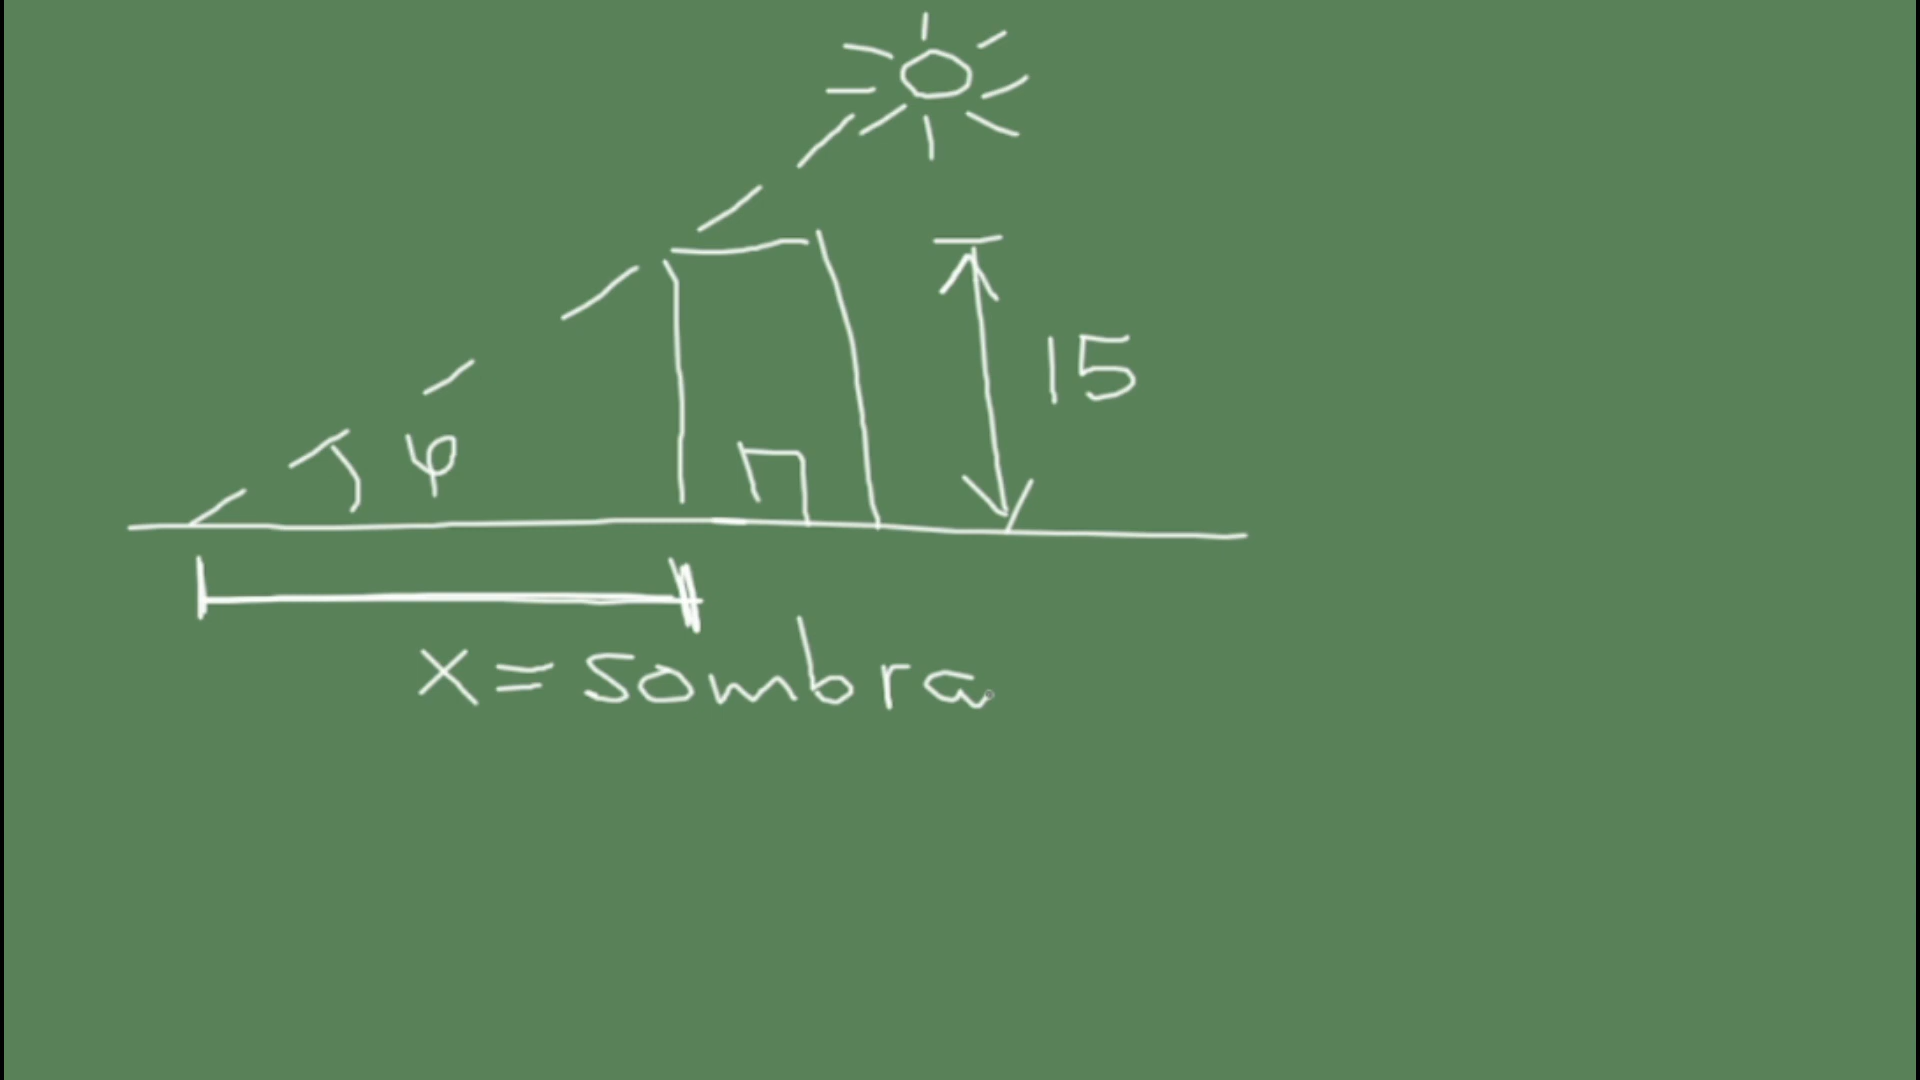 15
φ
x = sombra